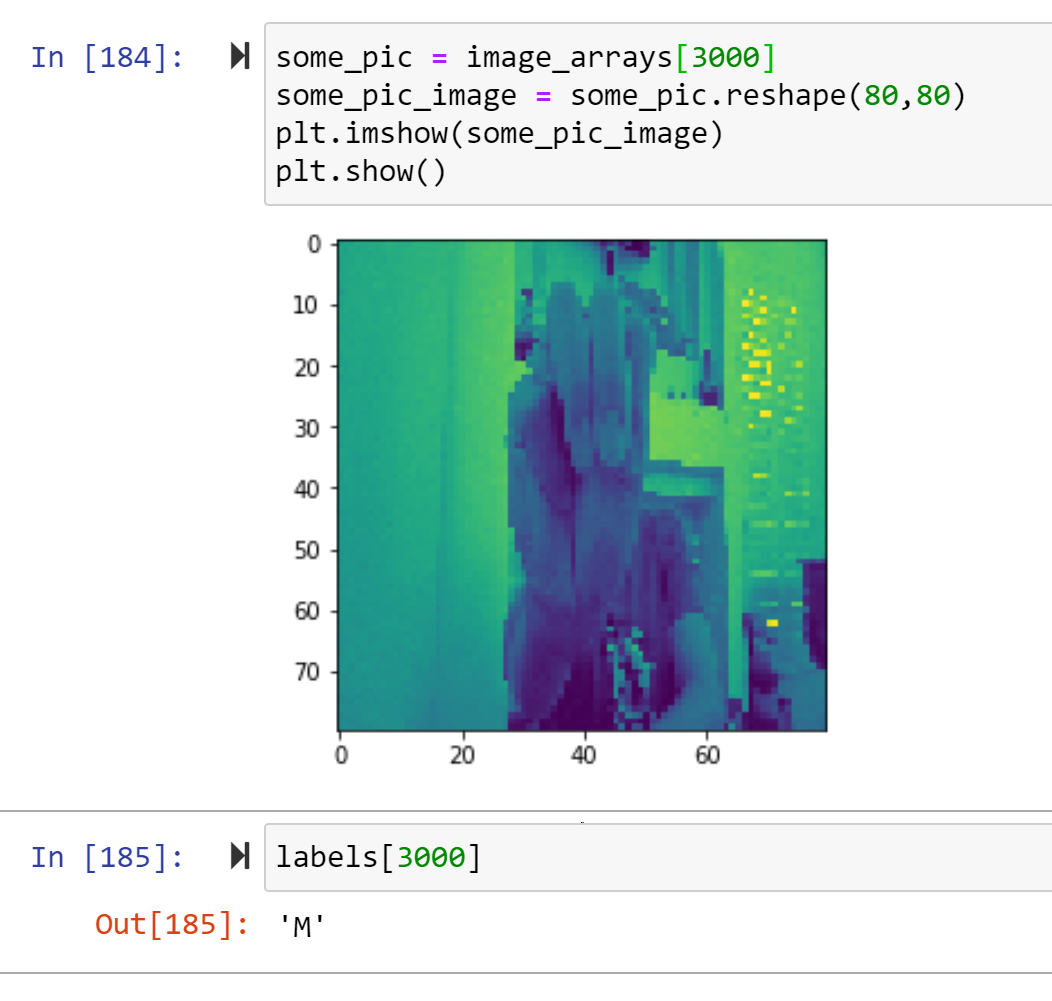 In [184]:
some_pic = image_arrays[3000]
some_pic_image = some_pic.reshape(80,80)
plt.imshow(some_pic_image)
plt.show()
0
10
20
30
40
50
60
70
0 20 40 60
In [185]:
labels[3000]
Out[185]: 'M'